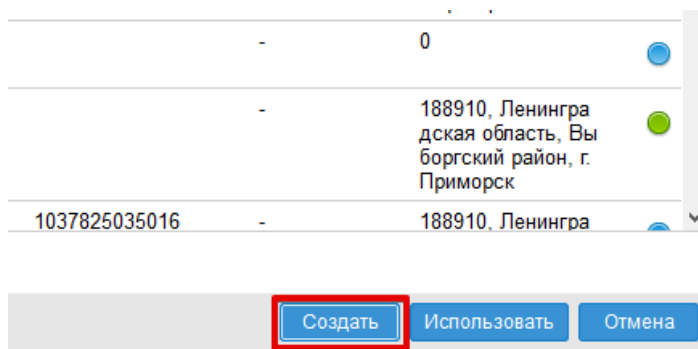 - 0
- 188910, Ленингра
дская область, Вы
боргский район, г.
Приморск
1037825035016 - 188910, Ленингра
Создать Использовать Отмена